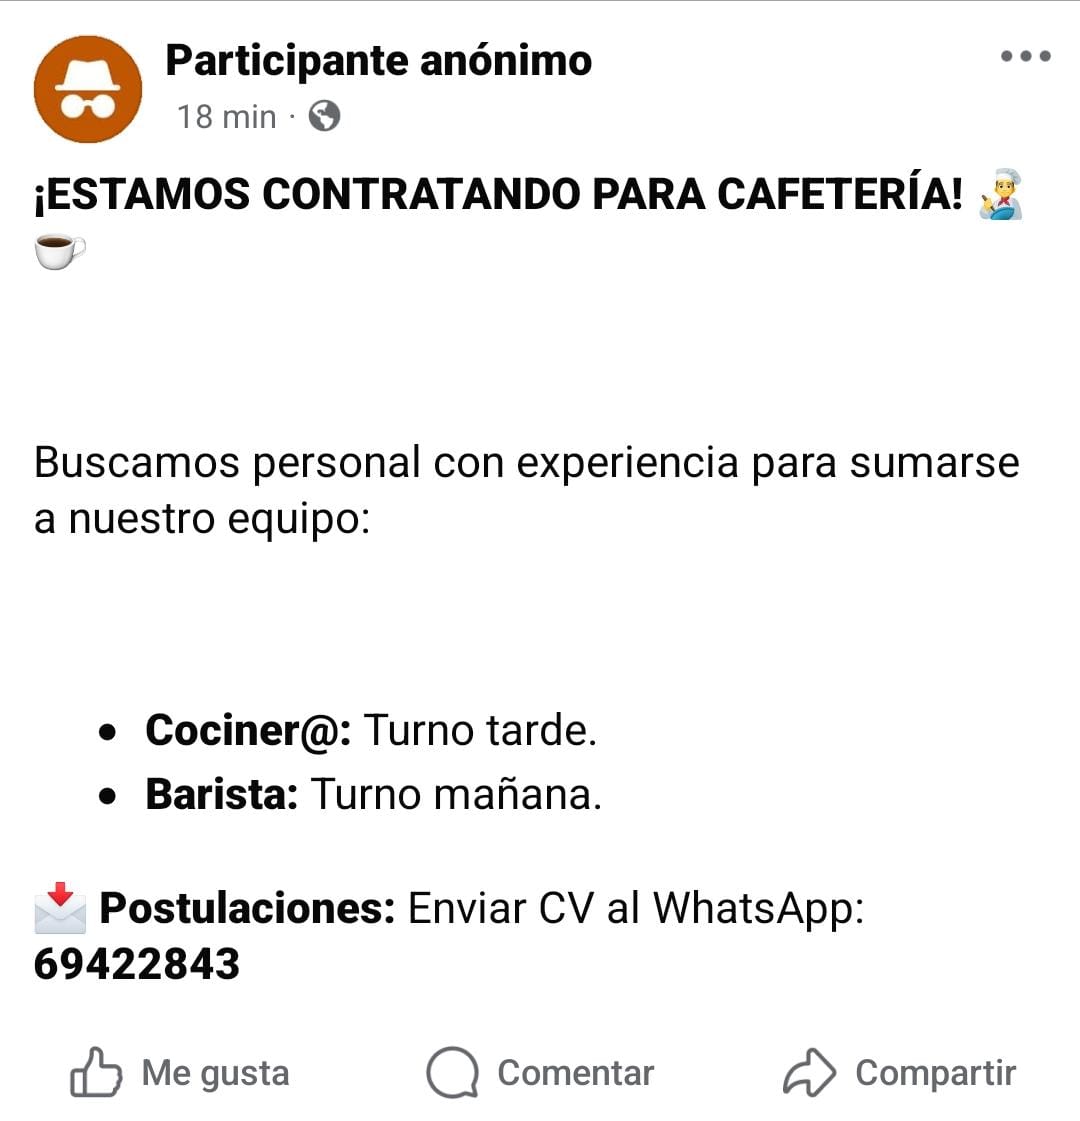 Participante anónimo
18 min ·
¡ESTAMOS CONTRATANDO PARA CAFETERÍA! 👨‍🍳
☕
Buscamos personal con experiencia para sumarse
a nuestro equipo:
• Cociner@: Turno tarde.
• Barista: Turno mañana.
📩 Postulaciones: Enviar CV al WhatsApp:
69422843
Me gusta
Comentar
Compartir